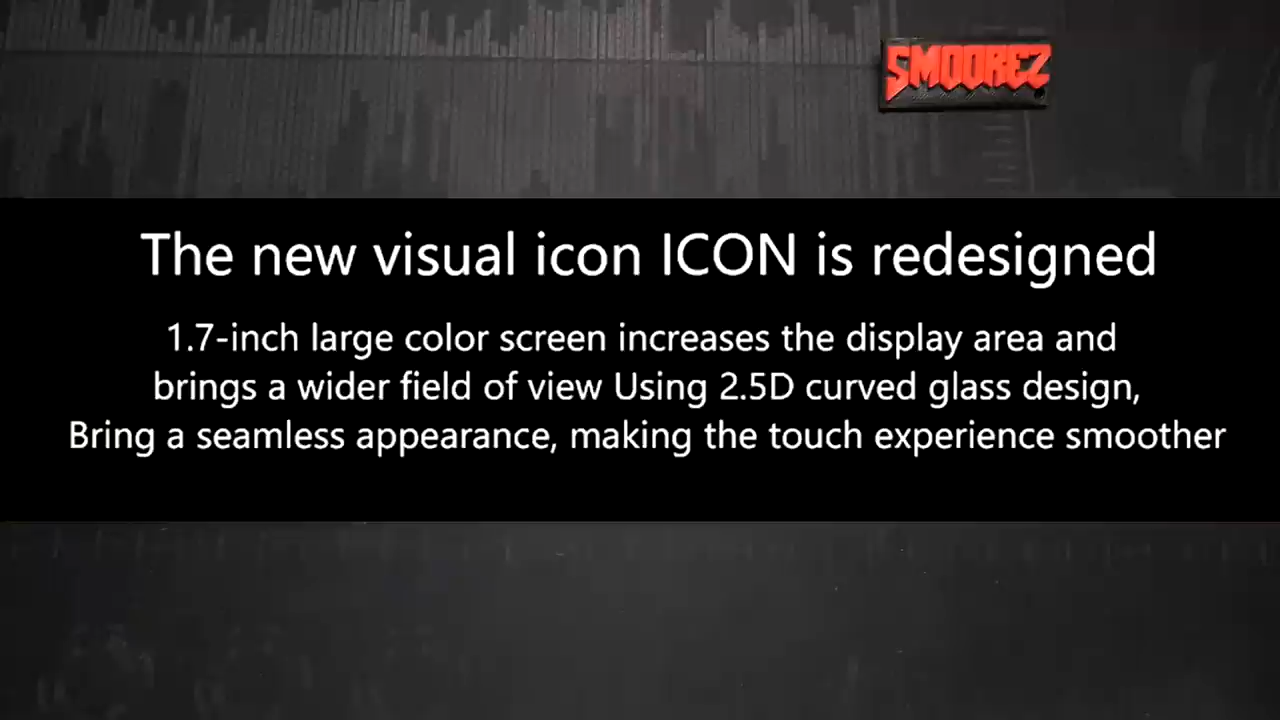 SMOOREZ
The new visual icon ICON is redesigned
1.7-inch large color screen increases the display area and
brings a wider field of view Using 2.5D curved glass design,
Bring a seamless appearance, making the touch experience smoother